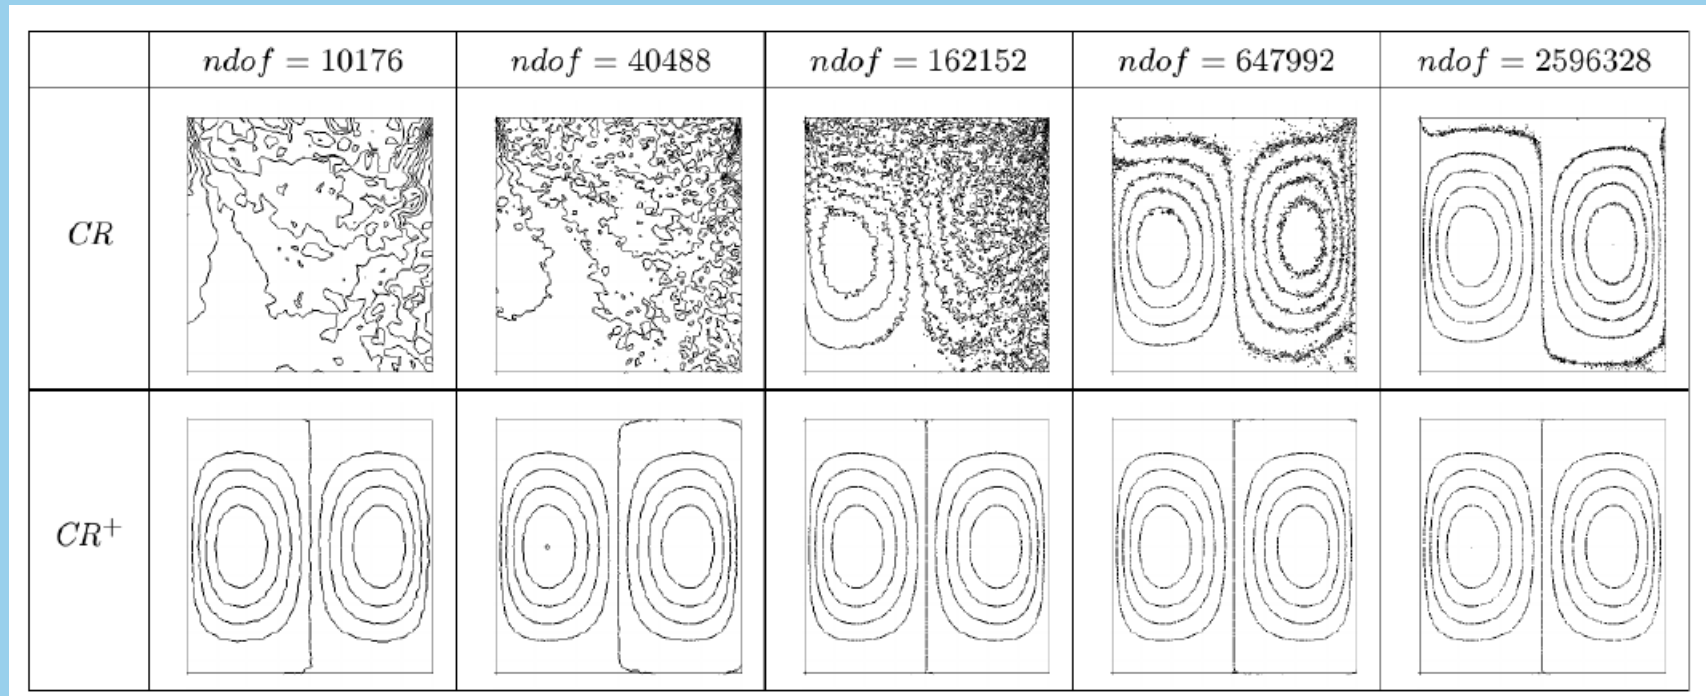 ndof = 10176 ndof = 40488 ndof = 162152 ndof = 647992 ndof = 2596328
CR
CR⁺